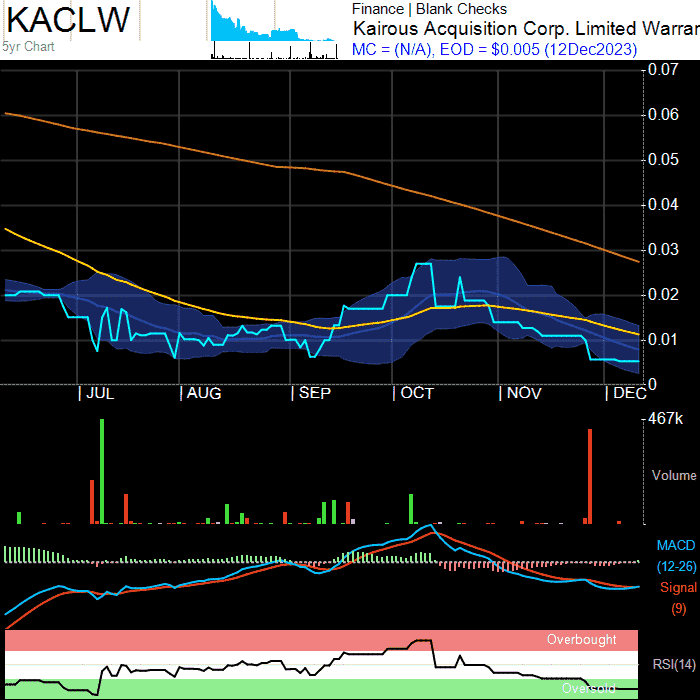 KACLW
5yr Chart
Finance | Blank Checks
Kairous Acquisition Corp. Limited Warrar
MC = (N/A), EOD = $0.005 (12Dec2023)
0.07
0.06
0.05
0.04
0.03
0.02
0.01
0
JUL AUG SEP OCT NOV DEC
467k
Volume
MACD
(12-26)
Signal
(9)
Overbought
RSI(14)
Oversold